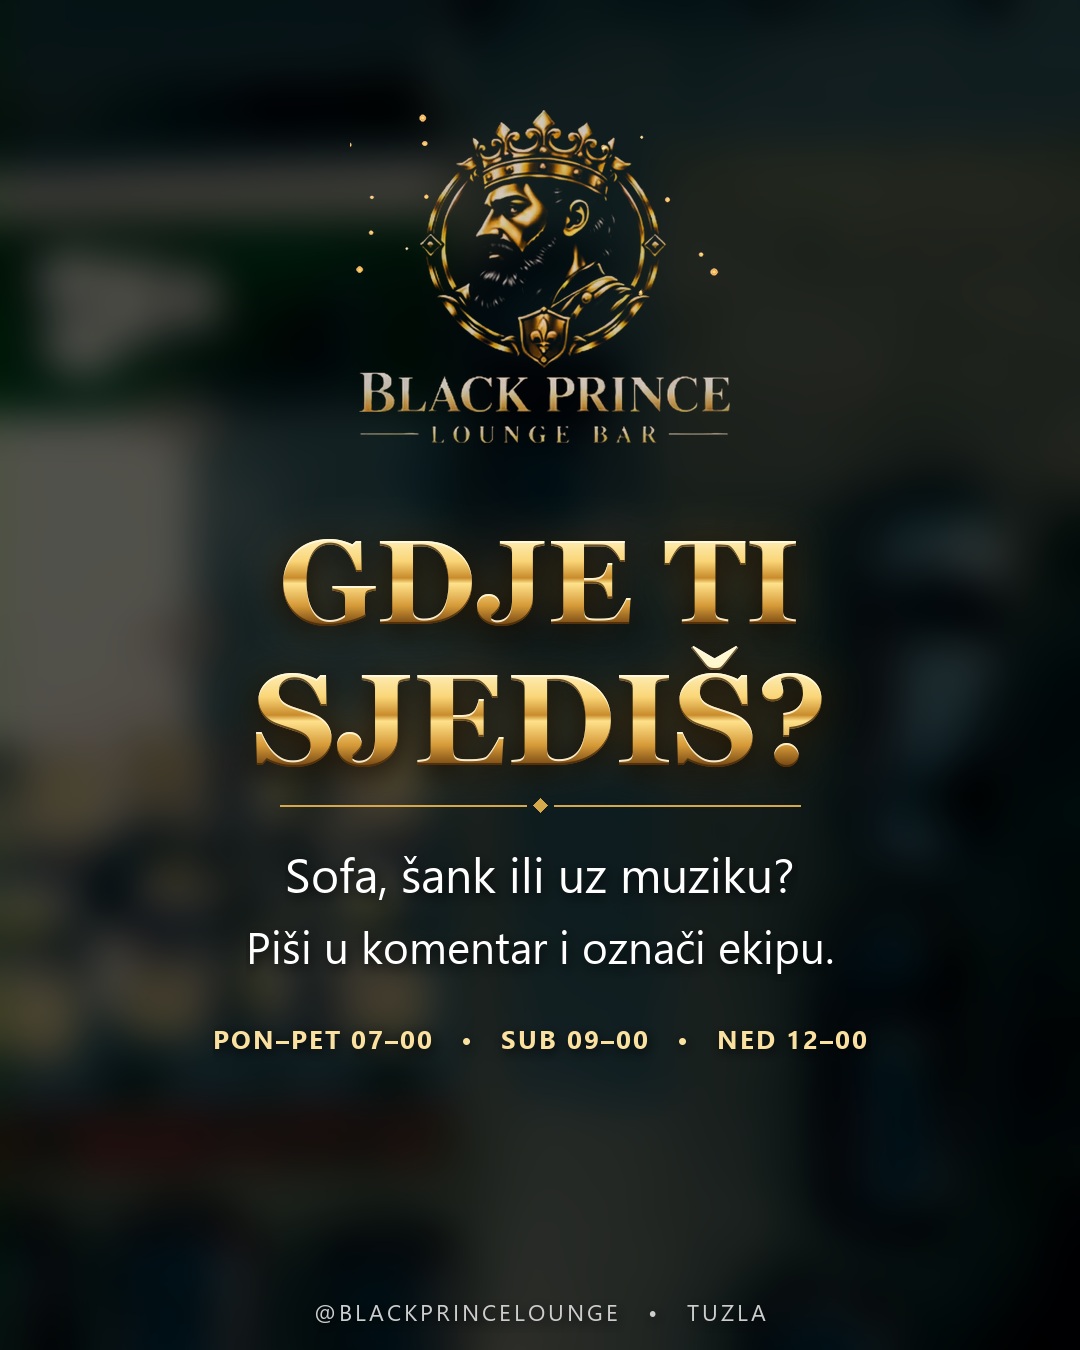 BLACK PRINCE
LOUNGE BAR
GDJE TI
SJEDIŠ?
Sofa, šank ili uz muziku?
Piši u komentar i označi ekipu.
PON–PET 07–00 • SUB 09–00 • NED 12–00
@BLACKPRINCELOUNGE • TUZLA